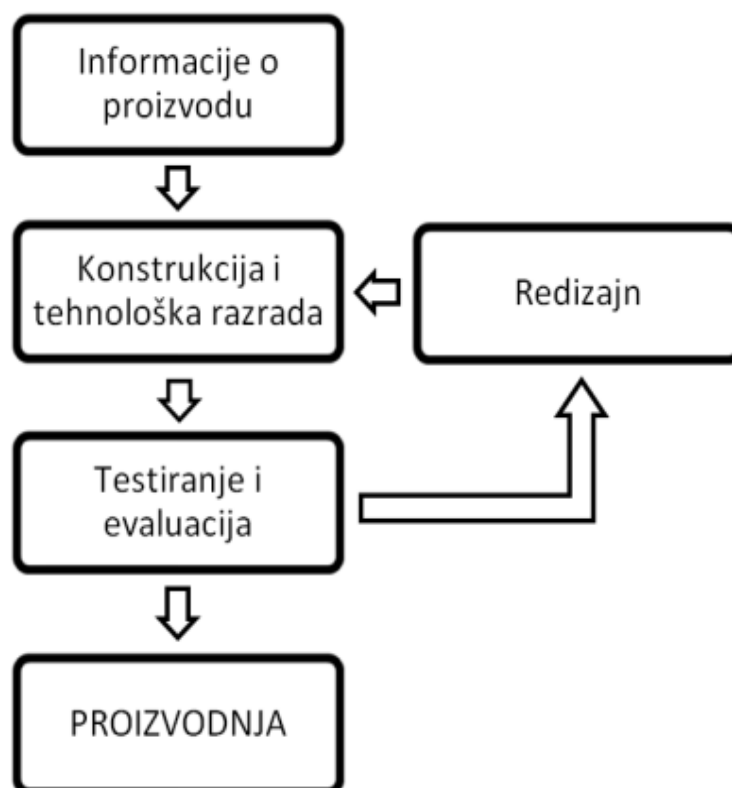 Informacije o
proizvodu
Konstrukcija i
tehnološka razrada
Redizajn
Testiranje i
evaluacija
PROIZVODNJA